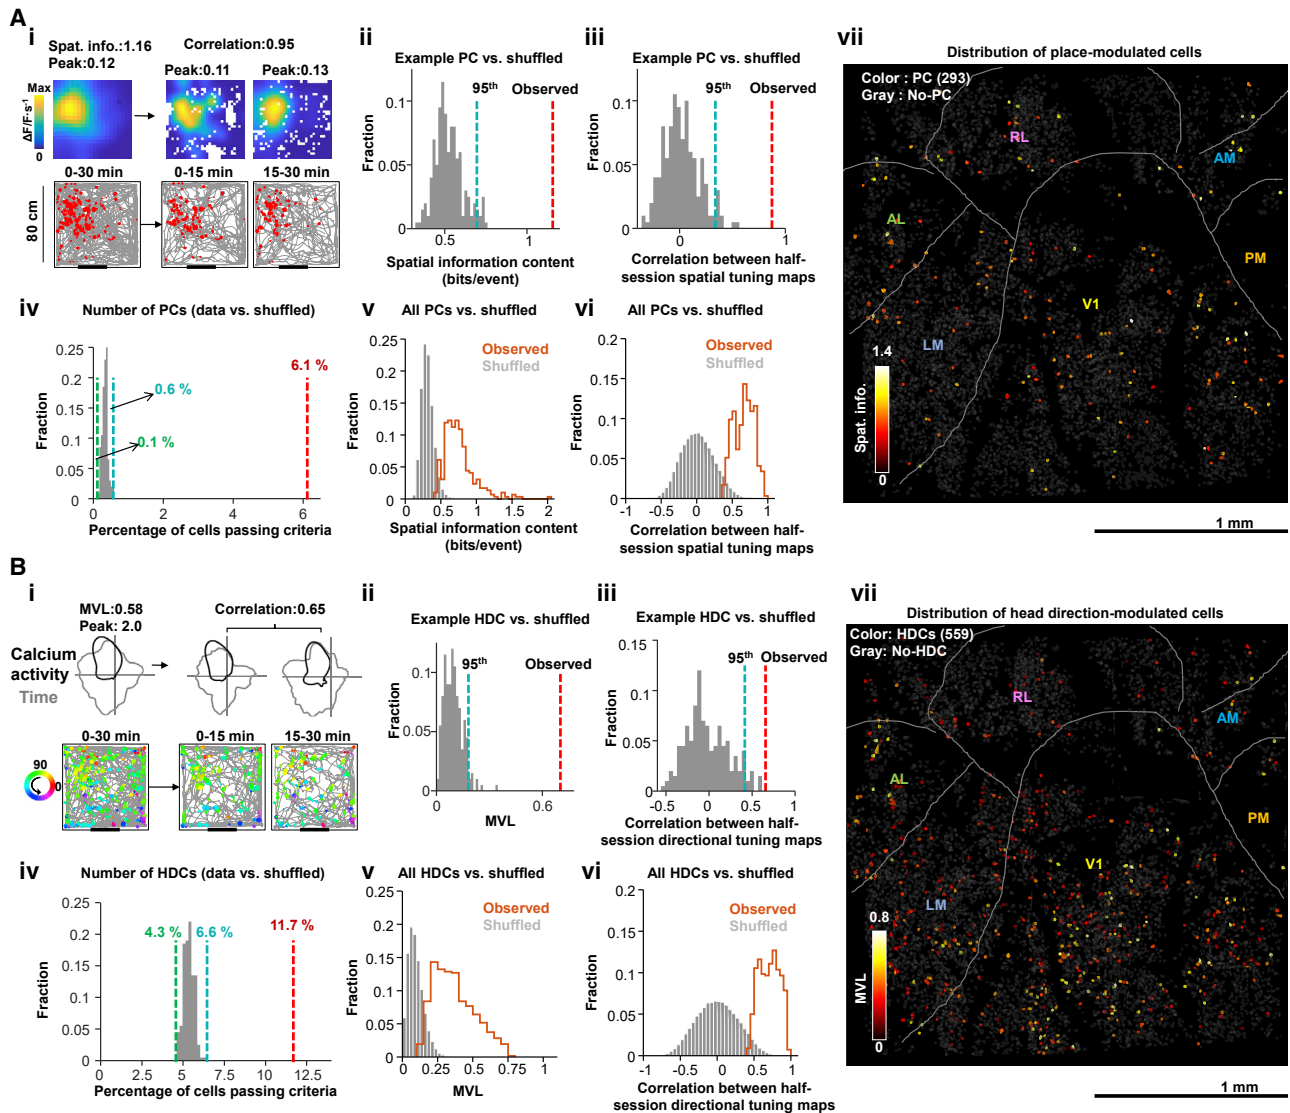 A
i
Spat. info.:1.16
Peak:0.12
Correlation:0.95
Peak:0.11
Peak:0.13
Max
ΔF/F·s⁻¹
0
0-30 min
0-15 min
15-30 min
80 cm
ii
Example PC vs. shuffled
95th
Observed
Fraction
0.1
0.05
0
0.5
1
Spatial information content
(bits/event)
iii
Example PC vs. shuffled
95th
Observed
Fraction
0.1
0.05
0
0
1
Correlation between half-
session spatial tuning maps
iv
Number of PCs (data vs. shuffled)
Fraction
0.25
0.2
0.15
0.1
0.05
0
6.1 %
0.6 %
0.1 %
0
2
4
6
Percentage of cells passing criteria
v
All PCs vs. shuffled
Observed
Shuffled
Fraction
0.25
0.2
0.15
0.1
0.05
0
0
0.5
1
1.5
2
Spatial information content
(bits/event)
vi
All PCs vs. shuffled
Observed
Shuffled
Fraction
0.2
0.15
0.1
0.05
0
-1
-0.5
0
0.5
1
Correlation between half-
session spatial tuning maps
vii
Distribution of place-modulated cells
Color : PC (293)
Gray : No-PC
RL
AM
AL
PM
V1
LM
1.4
Spat. info.
0
1 mm
B
i
MVL:0.58
Peak: 2.0
Correlation:0.65
Calcium
activity
Time
0-30 min
0-15 min
15-30 min
90
0
ii
Example HDC vs. shuffled
95th
Observed
Fraction
0.1
0.05
0
0
0.6
MVL
iii
Example HDC vs. shuffled
95th
Observed
Fraction
0.15
0.1
0.05
0
-0.5
0
0.5
1
Correlation between half-
session directional tuning maps
iv
Number of HDCs (data vs. shuffled)
Fraction
0.25
0.2
0.15
0.1
0.05
0
4.3 %
6.6 %
11.7 %
0
2.5
5
7.5
10
12.5
Percentage of cells passing criteria
v
All HDCs vs. shuffled
Observed
Shuffled
Fraction
0.25
0.2
0.15
0.1
0.05
0
0
0.25
0.5
0.75
1
MVL
vi
All HDCs vs. shuffled
Observed
Shuffled
Fraction
0.2
0.15
0.1
0.05
0
-1
-0.5
0
0.5
1
Correlation between half-
session directional tuning maps
vii
Distribution of head direction-modulated cells
Color: HDCs (559)
Gray: No-HDC
RL
AM
AL
PM
V1
LM
0.8
MVL
0
1 mm